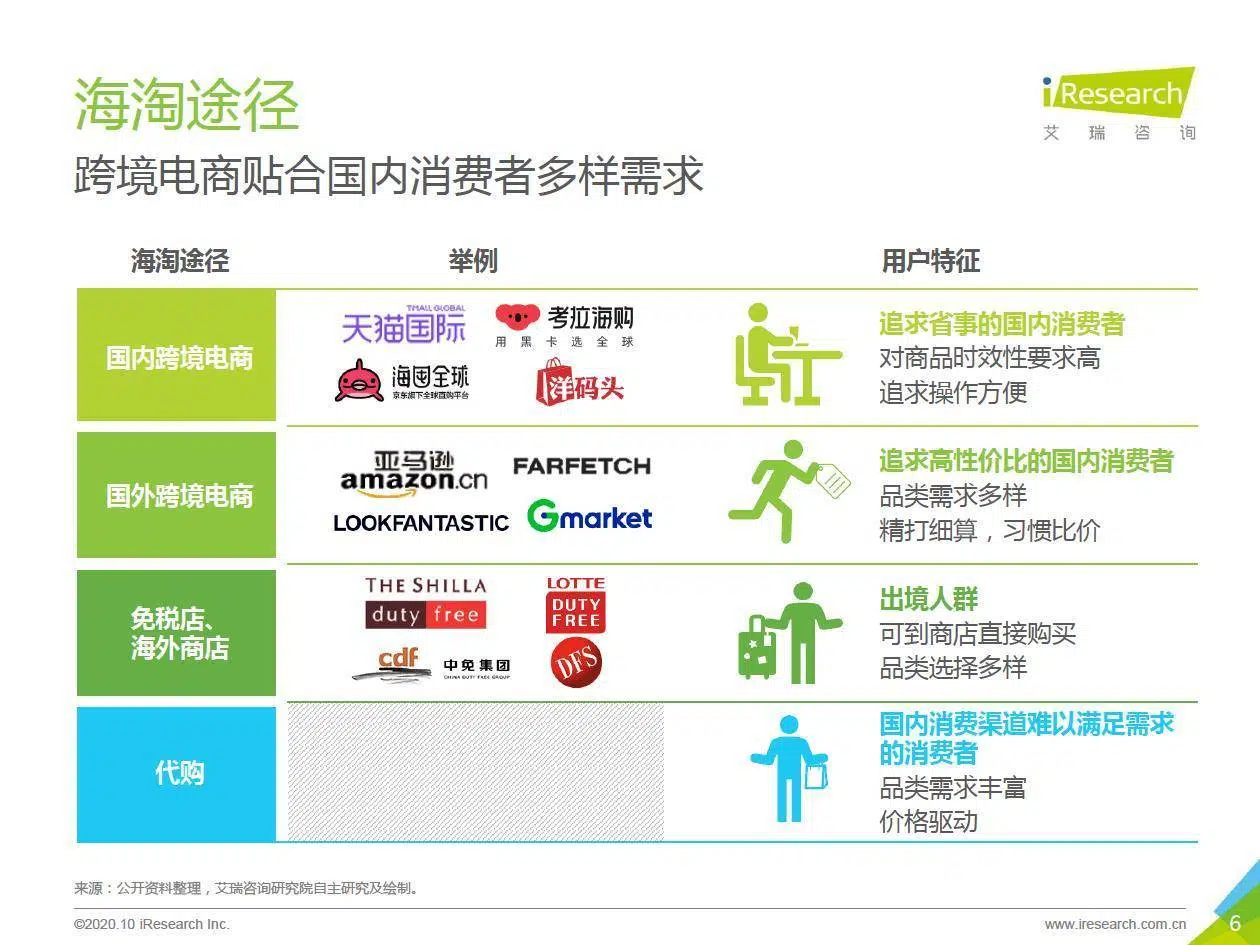 海淘途径
iResearch
艾瑞咨询
跨境电商贴合国内消费者多样需求
海淘途径
举例
用户特征
国内跨境电商
TMALL GLOBAL
天猫国际
考拉海购
用黑卡选全球
海囤全球
京东旗下全球直购平台
洋码头
追求省事的国内消费者
对商品时效性要求高
追求操作方便
国外跨境电商
亚马逊
amazon.cn
FARFETCH
LOOKFANTASTIC
Gmarket
追求高性价比的国内消费者
品类需求多样
精打细算，习惯比价
免税店、
海外商店
THE SHILLA
duty free
LOTTE
DUTY
FREE
cdf
中免集团
CHINA DUTY FREE GROUP
DFS
出境人群
可到商店直接购买
品类选择多样
代购
国内消费渠道难以满足需求
的消费者
品类需求丰富
价格驱动
来源：公开资料整理，艾瑞咨询研究院自主研究及绘制。
©2020.10 iResearch Inc.
www.iresearch.com.cn
6